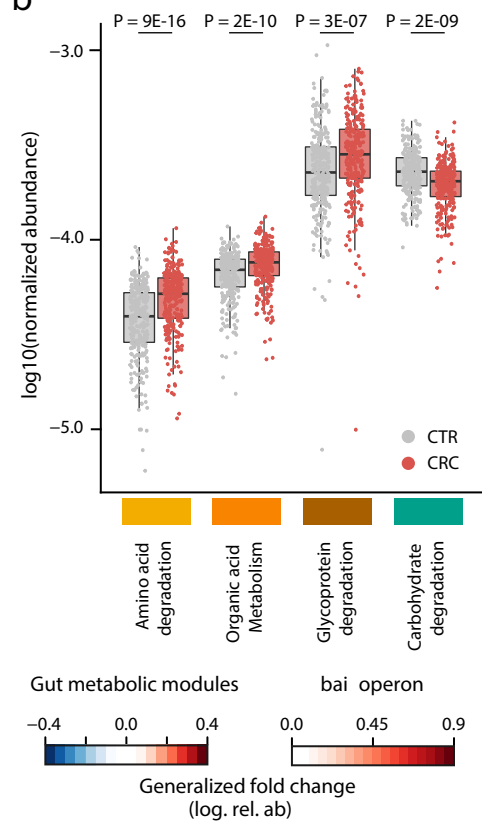 b
P = 9E-16 P = 2E-10 P = 3E-07 P = 2E-09
−3.0
−4.0
−5.0
log10(normalized abundance)
CTR
CRC
Amino acid
degradation
Organic acid
Metabolism
Glycoprotein
degradation
Carbohydrate
degradation
Gut metabolic modules
bai operon
−0.4 0.0 0.4
0.0 0.45 0.9
Generalized fold change
(log. rel. ab)